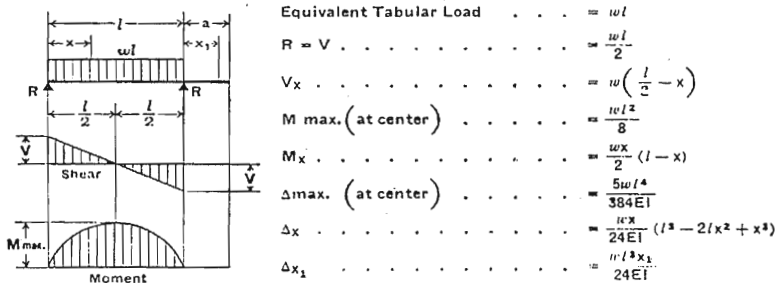 l
a
x
x₁
wl
R
R
l/2
l/2
V
Shear
V
M max.
Moment
Equivalent Tabular Load . . . . = wl
R = V . . . . . . . . . . = wl/2
Vx . . . . . . . . . . = w(l/2 − x)
M max. (at center) . . . . . = wl²/8
Mx . . . . . . . . . . = wx/2 (l − x)
Δmax. (at center) . . . . . = 5wl⁴/384EI
Δx . . . . . . . . . . = wx/24EI (l³ − 2lx² + x³)
Δx₁ . . . . . . . . . . = wl³x₁/24EI